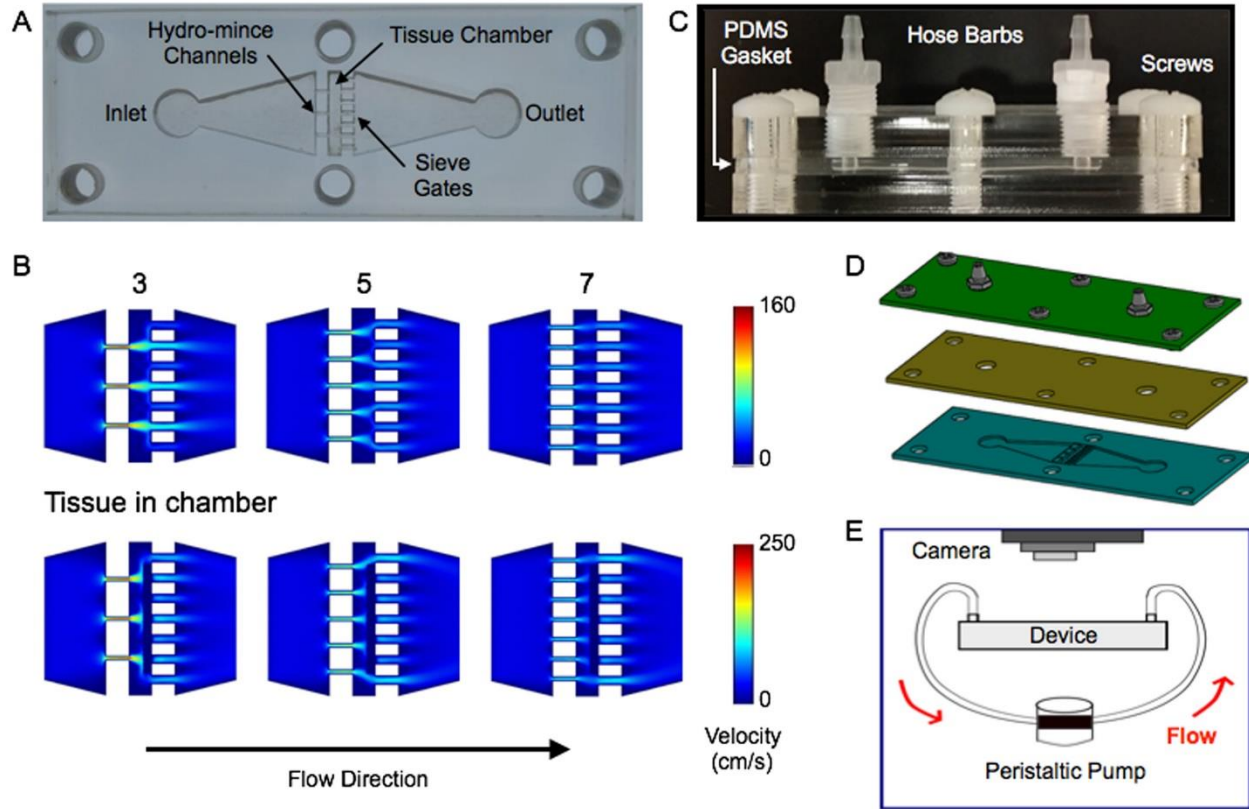 A
Hydro-mince
Channels
Tissue Chamber
Inlet
Outlet
Sieve
Gates
C
PDMS
Gasket
Hose Barbs
Screws
B
3
5
7
160
0
Tissue in chamber
250
0
Velocity
(cm/s)
Flow Direction
D
E
Camera
Device
Flow
Peristaltic Pump